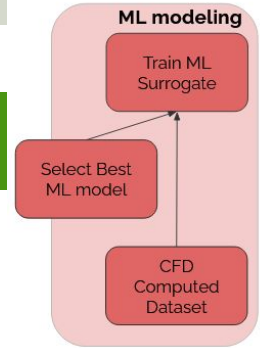 ML modeling
Train ML
Surrogate
Select Best
ML model
CFD
Computed
Dataset